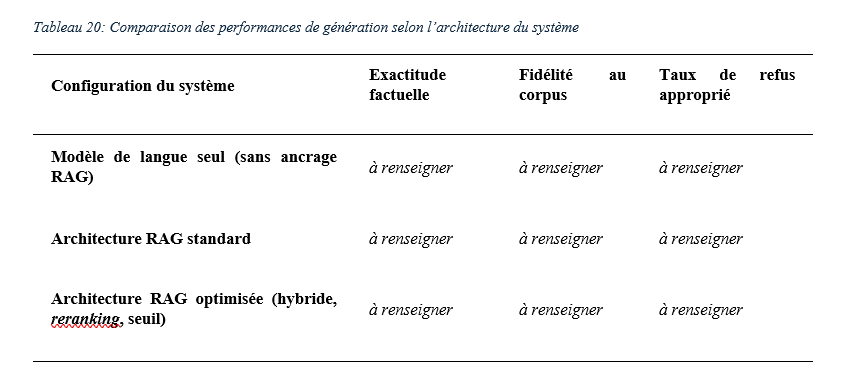 Tableau 20: Comparaison des performances de génération selon l’architecture du système
Configuration du système
Exactitude
factuelle
Fidélité au
corpus
Taux de refus
approprié
Modèle de langue seul (sans ancrage
RAG)
à renseigner
à renseigner
à renseigner
Architecture RAG standard
à renseigner
à renseigner
à renseigner
Architecture RAG optimisée (hybride,
reranking, seuil)
à renseigner
à renseigner
à renseigner